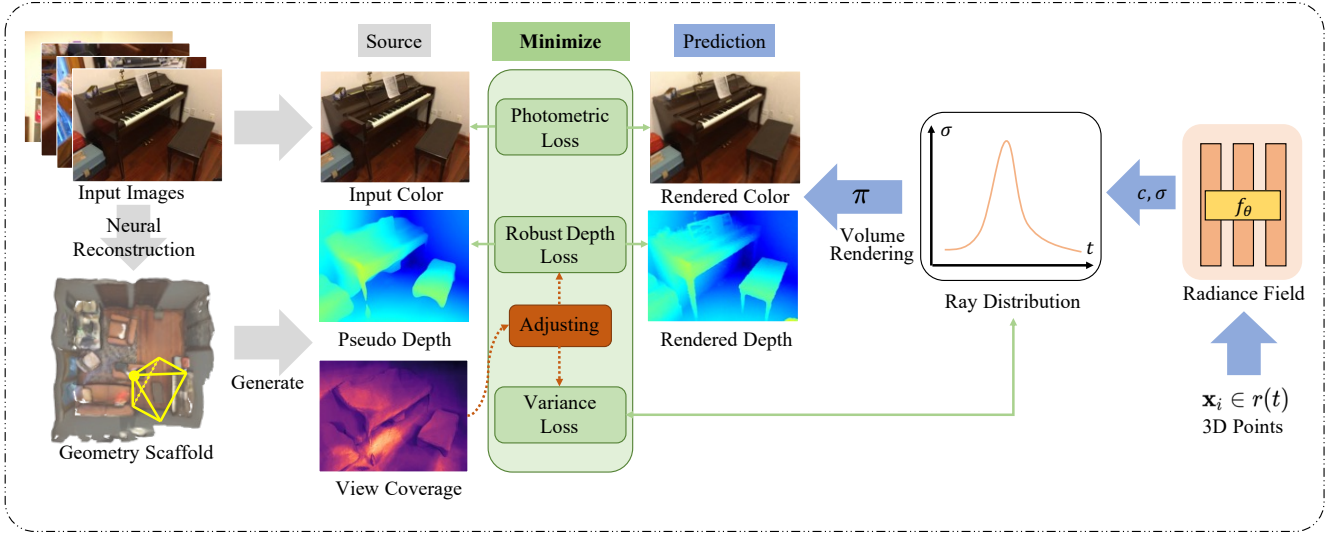 Source
Minimize
Prediction
Input Images
Neural
Reconstruction
Geometry Scaffold
Generate
Input Color
Pseudo Depth
View Coverage
Photometric
Loss
Robust Depth
Loss
Adjusting
Variance
Loss
Rendered Color
Rendered Depth
π
Volume
Rendering
σ
t
Ray Distribution
c, σ
f_θ
Radiance Field
𝐱_i ∈ r(t)
3D Points